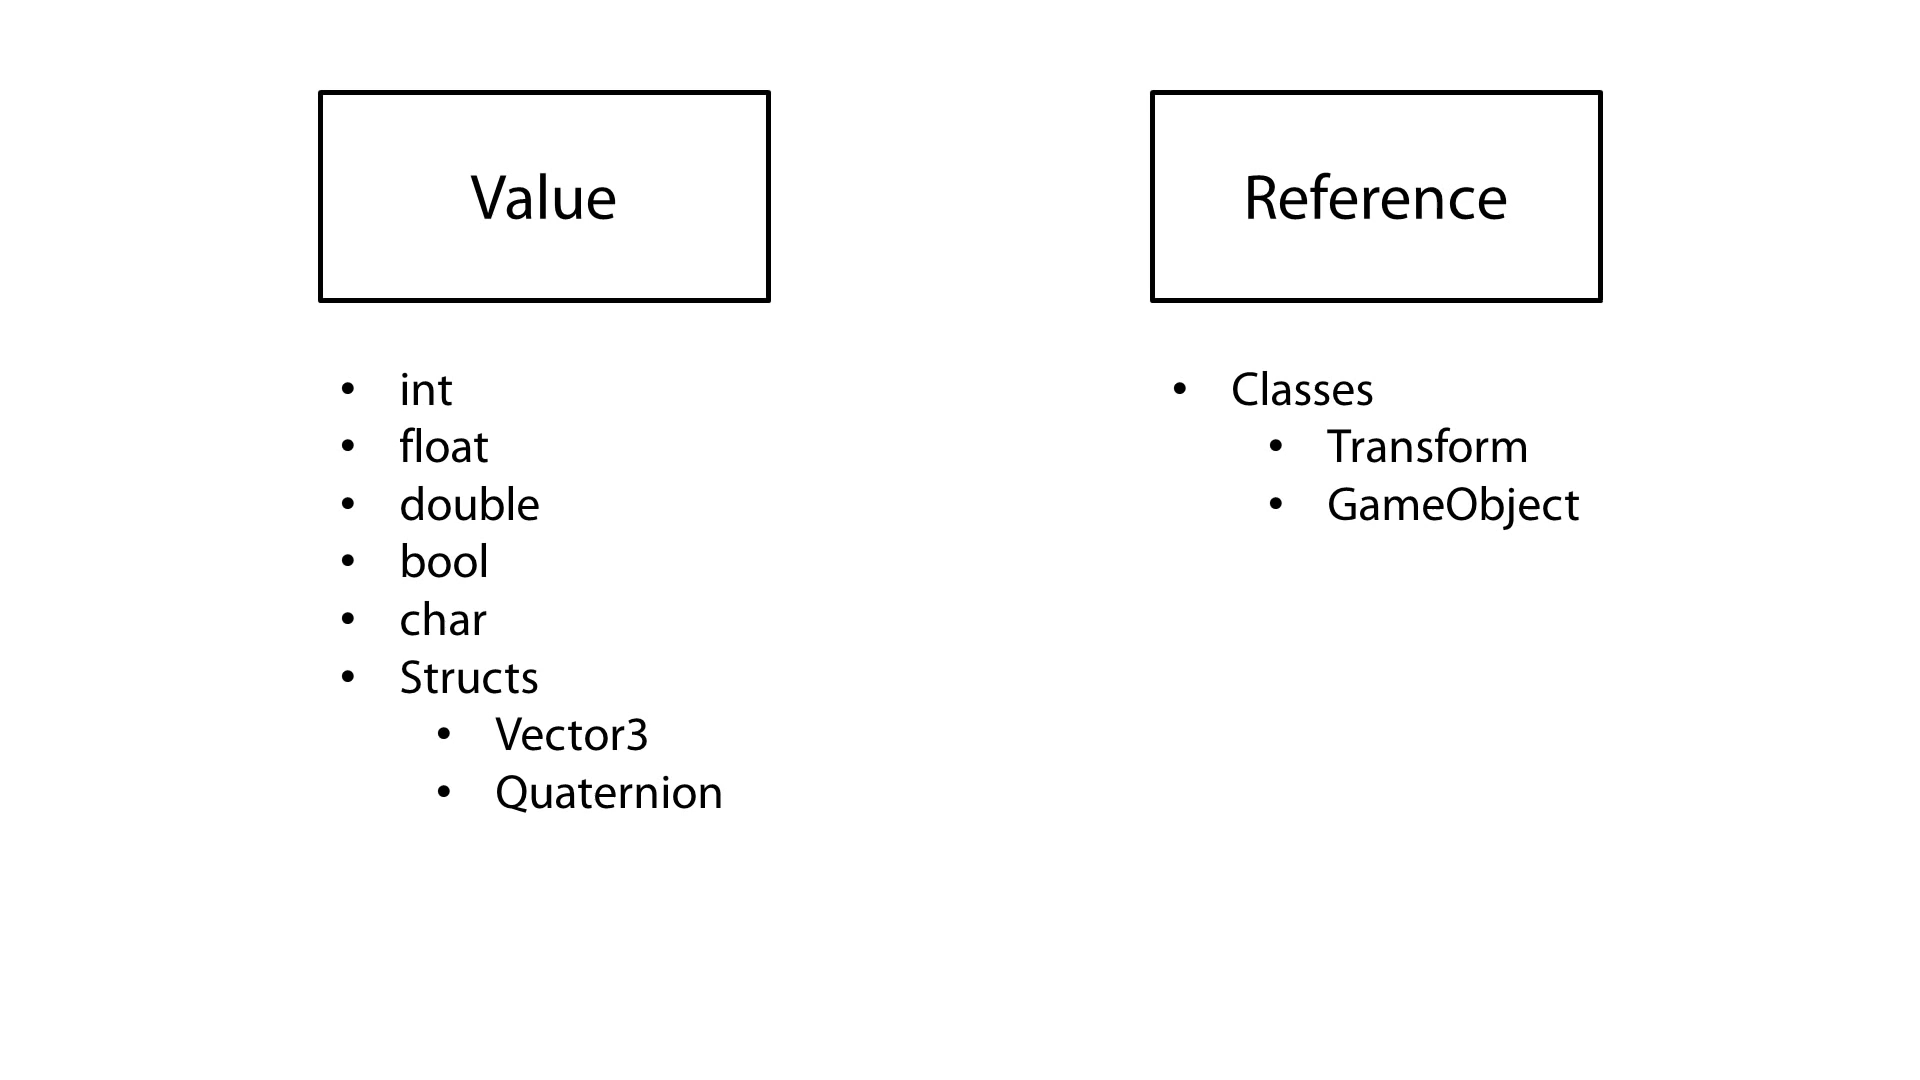 Value
• int
• float
• double
• bool
• char
• Structs
• Vector3
• Quaternion
Reference
• Classes
• Transform
• GameObject